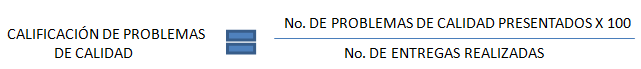 CALIFICACIÓN DE PROBLEMAS
DE CALIDAD
No. DE PROBLEMAS DE CALIDAD PRESENTADOS X 100
No. DE ENTREGAS REALIZADAS